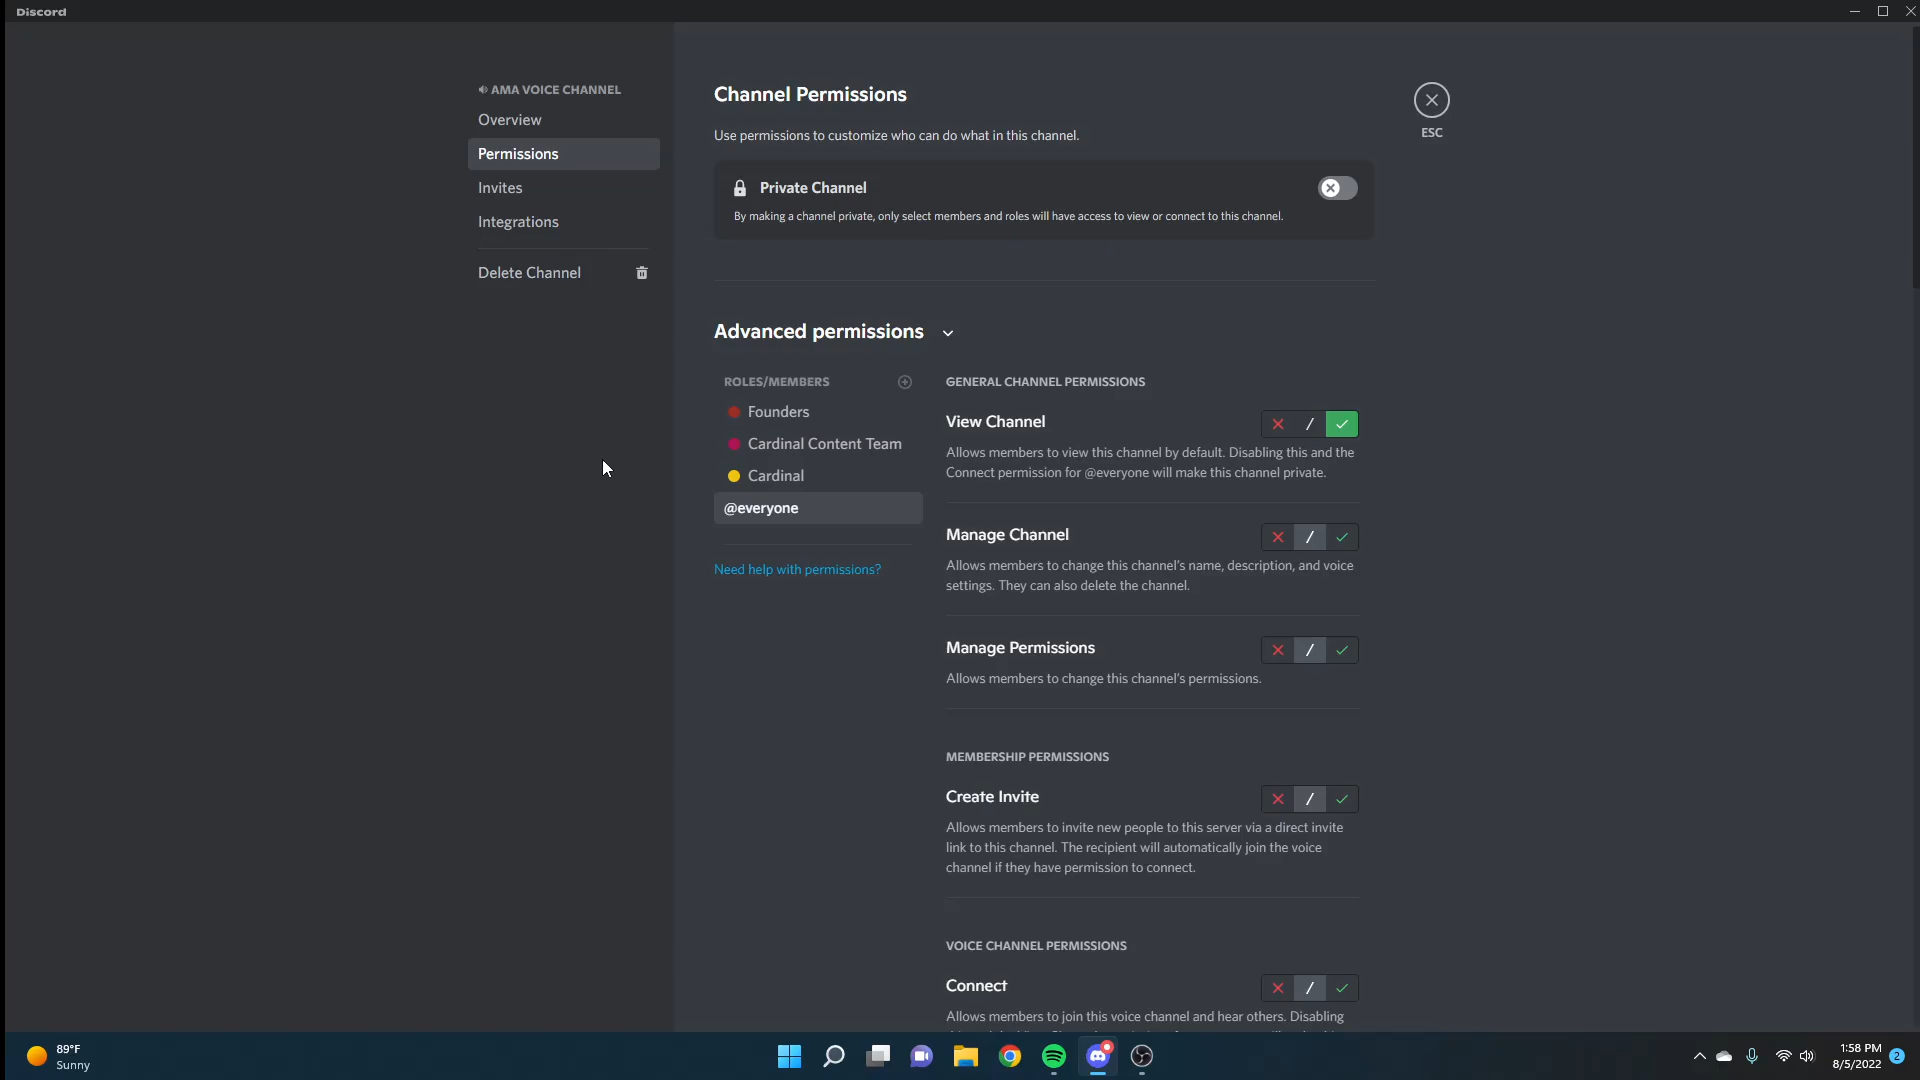 Discord
AMA VOICE CHANNEL
Overview
Permissions
Invites
Integrations
Delete Channel
Channel Permissions
Use permissions to customize who can do what in this channel.
ESC
Private Channel
By making a channel private, only select members and roles will have access to view or connect to this channel.
Advanced permissions
ROLES/MEMBERS
Founders
Cardinal Content Team
Cardinal
@everyone
Need help with permissions?
GENERAL CHANNEL PERMISSIONS
View Channel
Allows members to view this channel by default. Disabling this and the
Connect permission for @everyone will make this channel private.
Manage Channel
Allows members to change this channel's name, description, and voice
settings. They can also delete the channel.
Manage Permissions
Allows members to change this channel's permissions.
MEMBERSHIP PERMISSIONS
Create Invite
Allows members to invite new people to this server via a direct invite
link to this channel. The recipient will automatically join the voice
channel if they have permission to connect.
VOICE CHANNEL PERMISSIONS
Connect
Allows members to join this voice channel and hear others. Disabling
89°F
Sunny
1:58 PM
8/5/2022
2